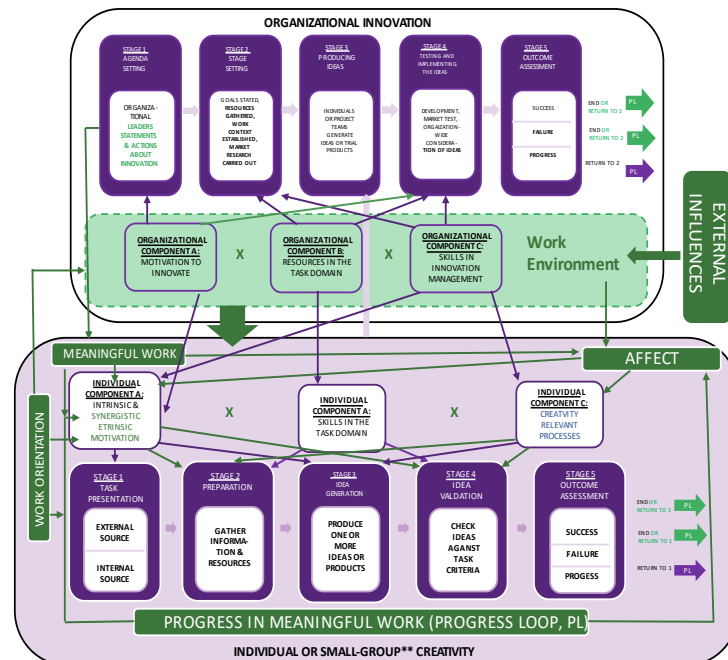 ORGANIZATIONAL INNOVATION
STAGE 1
AGENDA
SETTING
ORGANIZA-
TIONAL
LEADERS
STATEMENTS
& ACTIONS
ABOUT
INNOVATION
STAGE 2
STAGE
SETTING
GOALS STATED,
RESOURCES
GATHERED,
WORK
CONTEXT
ESTABLISHED,
MARKET
RESEARCH
CARRIED OUT
STAGE 3
PRODUCING
IDEAS
INDIVIDUALS
OR PROJECT
TEAMS
GENERATE
IDEAS OR TRIAL
PRODUCTS
STAGE 4
TESTING AND
IMPLEMENTING
THE IDEAS
DEVELOPMENT,
MARKET TEST,
ORGANIZATION-
WIDE
CONSIDERA-
TION OF IDEAS
STAGE 5
OUTCOME
ASSESSMENT
SUCCESS
FAILURE
PROGRESS
END OR
RETURN TO 2
PL
END OR
RETURN TO 2
PL
RETURN TO 2
PL
ORGANIZATIONAL
COMPONENT A:
MOTIVATION TO
INNOVATE
X
ORGANIZATIONAL
COMPONENT B:
RESOURCES IN THE
TASK DOMAIN
X
ORGANIZATIONAL
COMPONENT C:
SKILLS IN
INNOVATION
MANAGEMENT
Work
Environment
EXTERNAL
INFLUENCES
MEANINGFUL WORK
AFFECT
WORK ORIENTATION
INDIVIDUAL
COMPONENT A:
INTRINSIC &
SYNERGISTIC
ETRINSIC
MOTIVATION
X
INDIVIDUAL
COMPONENT A:
SKILLS IN THE
TASK DOMAIN
X
INDIVIDUAL
COMPONENT C:
CREATIVITY
RELEVANT
PROCESSES
STAGE 1
TASK
PRESENTATION
EXTERNAL
SOURCE
INTERNAL
SOURCE
STAGE 2
PREPARATION
GATHER
INFORMA-
TION &
RESOURCES
STAGE 3
IDEA
GENERATION
PRODUCE
ONE OR
MORE
IDEAS OR
PRODUCTS
STAGE 4
IDEA
VALDATION
CHECK
IDEAS
AGANST
TASK
CRITERIA
STAGE 5
OUTCOME
ASSESSMENT
SUCCESS
FAILURE
PROGESS
END OR
RETURN TO 1
PL
END OR
RETURN TO 1
PL
RETURN TO 1
PL
PROGRESS IN MEANINGFUL WORK (PROGRESS LOOP, PL)
INDIVIDUAL OR SMALL-GROUP** CREATIVITY